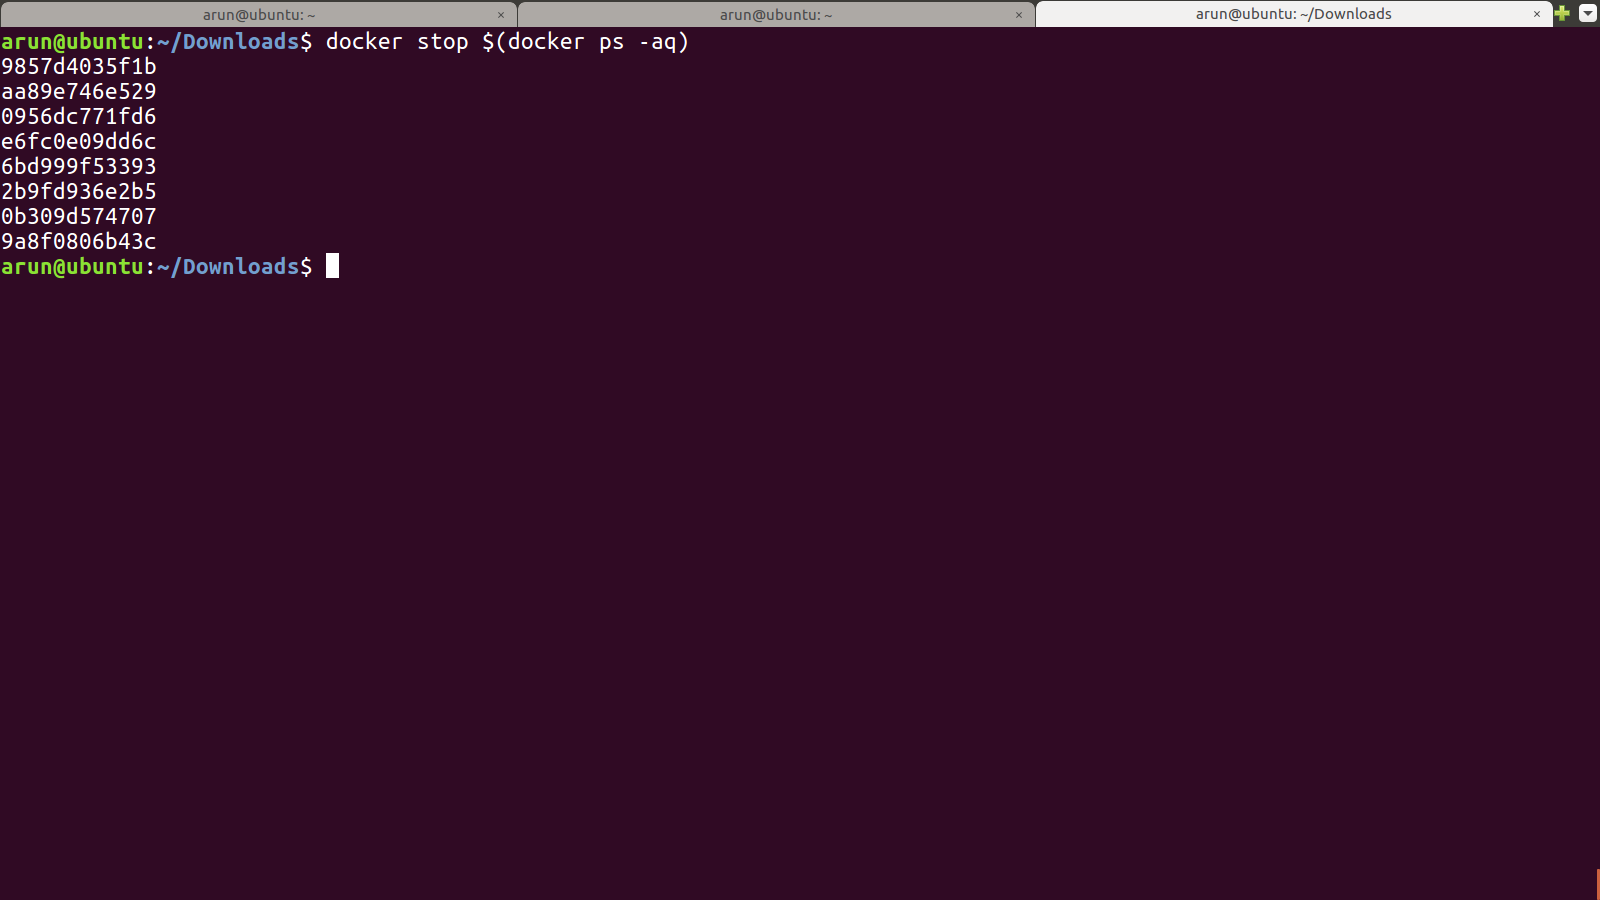 arun@ubuntu: ~ × arun@ubuntu: ~ × arun@ubuntu: ~/Downloads ×
arun@ubuntu:~/Downloads$ docker stop $(docker ps -aq)
9857d4035f1b
aa89e746e529
0956dc771fd6
e6fc0e09dd6c
6bd999f53393
2b9fd936e2b5
0b309d574707
9a8f0806b43c
arun@ubuntu:~/Downloads$